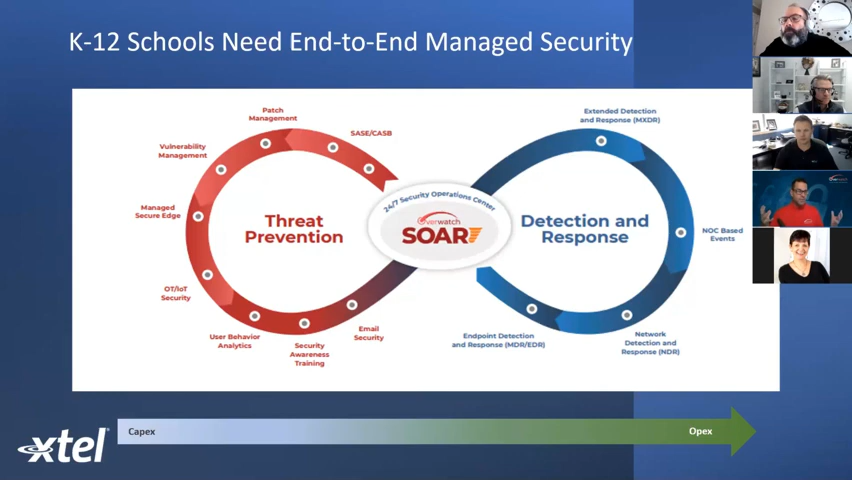 K-12 Schools Need End-to-End Managed Security
Patch
Management
SASE/CASB
Vulnerability
Management
Managed
Secure Edge
OT/IoT
Security
User Behavior
Analytics
Security
Awareness
Training
Email
Security
Threat
Prevention
24/7 Security Operations Center
Overwatch
SOAR
Detection and
Response
Extended Detection
and Response (MXDR)
NOC Based
Events
Network
Detection and
Response (NDR)
Endpoint Detection
and Response (MDR/EDR)
Capex
Opex
xtel